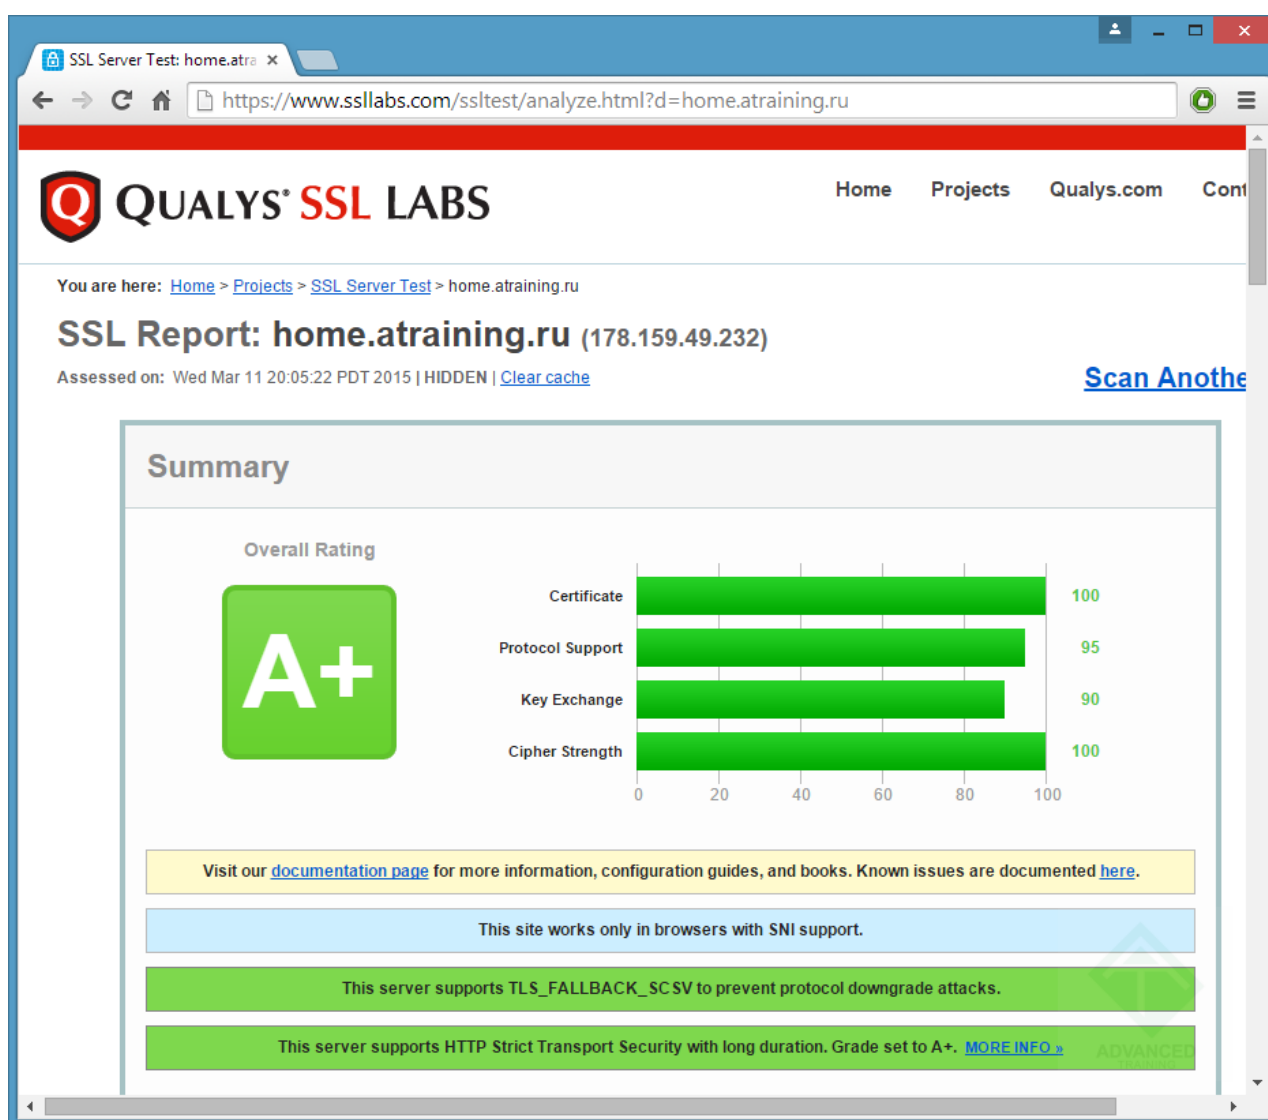 SSL Server Test: home.atra
https://www.ssllabs.com/ssltest/analyze.html?d=home.atraining.ru
QUALYS® SSL LABS
Home Projects Qualys.com Cont
You are here: Home > Projects > SSL Server Test > home.atraining.ru
SSL Report: home.atraining.ru (178.159.49.232)
Assessed on: Wed Mar 11 20:05:22 PDT 2015 | HIDDEN | Clear cache
Scan Anothe
Summary
Overall Rating
A+
Certificate 100
Protocol Support 95
Key Exchange 90
Cipher Strength 100
0 20 40 60 80 100
Visit our documentation page for more information, configuration guides, and books. Known issues are documented here.
This site works only in browsers with SNI support.
This server supports TLS_FALLBACK_SCSV to prevent protocol downgrade attacks.
This server supports HTTP Strict Transport Security with long duration. Grade set to A+. MORE INFO »
ADVANCED
TRAINING